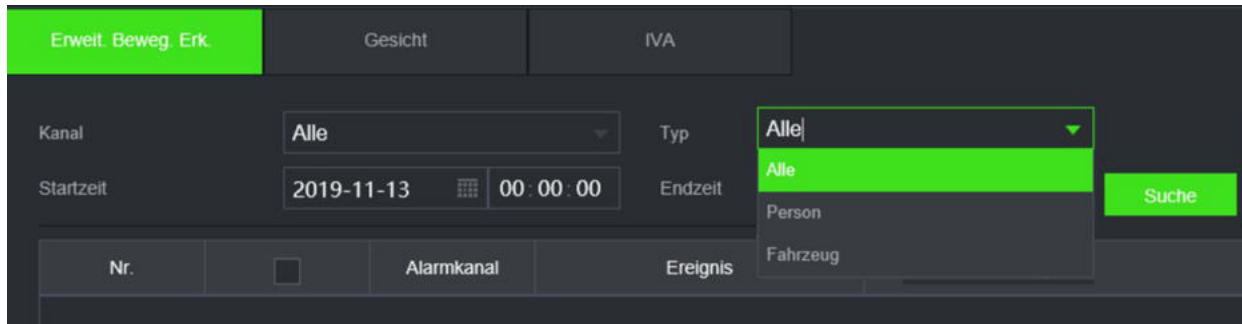 Erweit. Beweg. Erk. Gesicht IVA
Kanal Alle Typ Alle
Alle
Startzeit 2019-11-13 00:00:00 Endzeit Suche
Person
Fahrzeug
Nr. Alarmkanal Ereignis